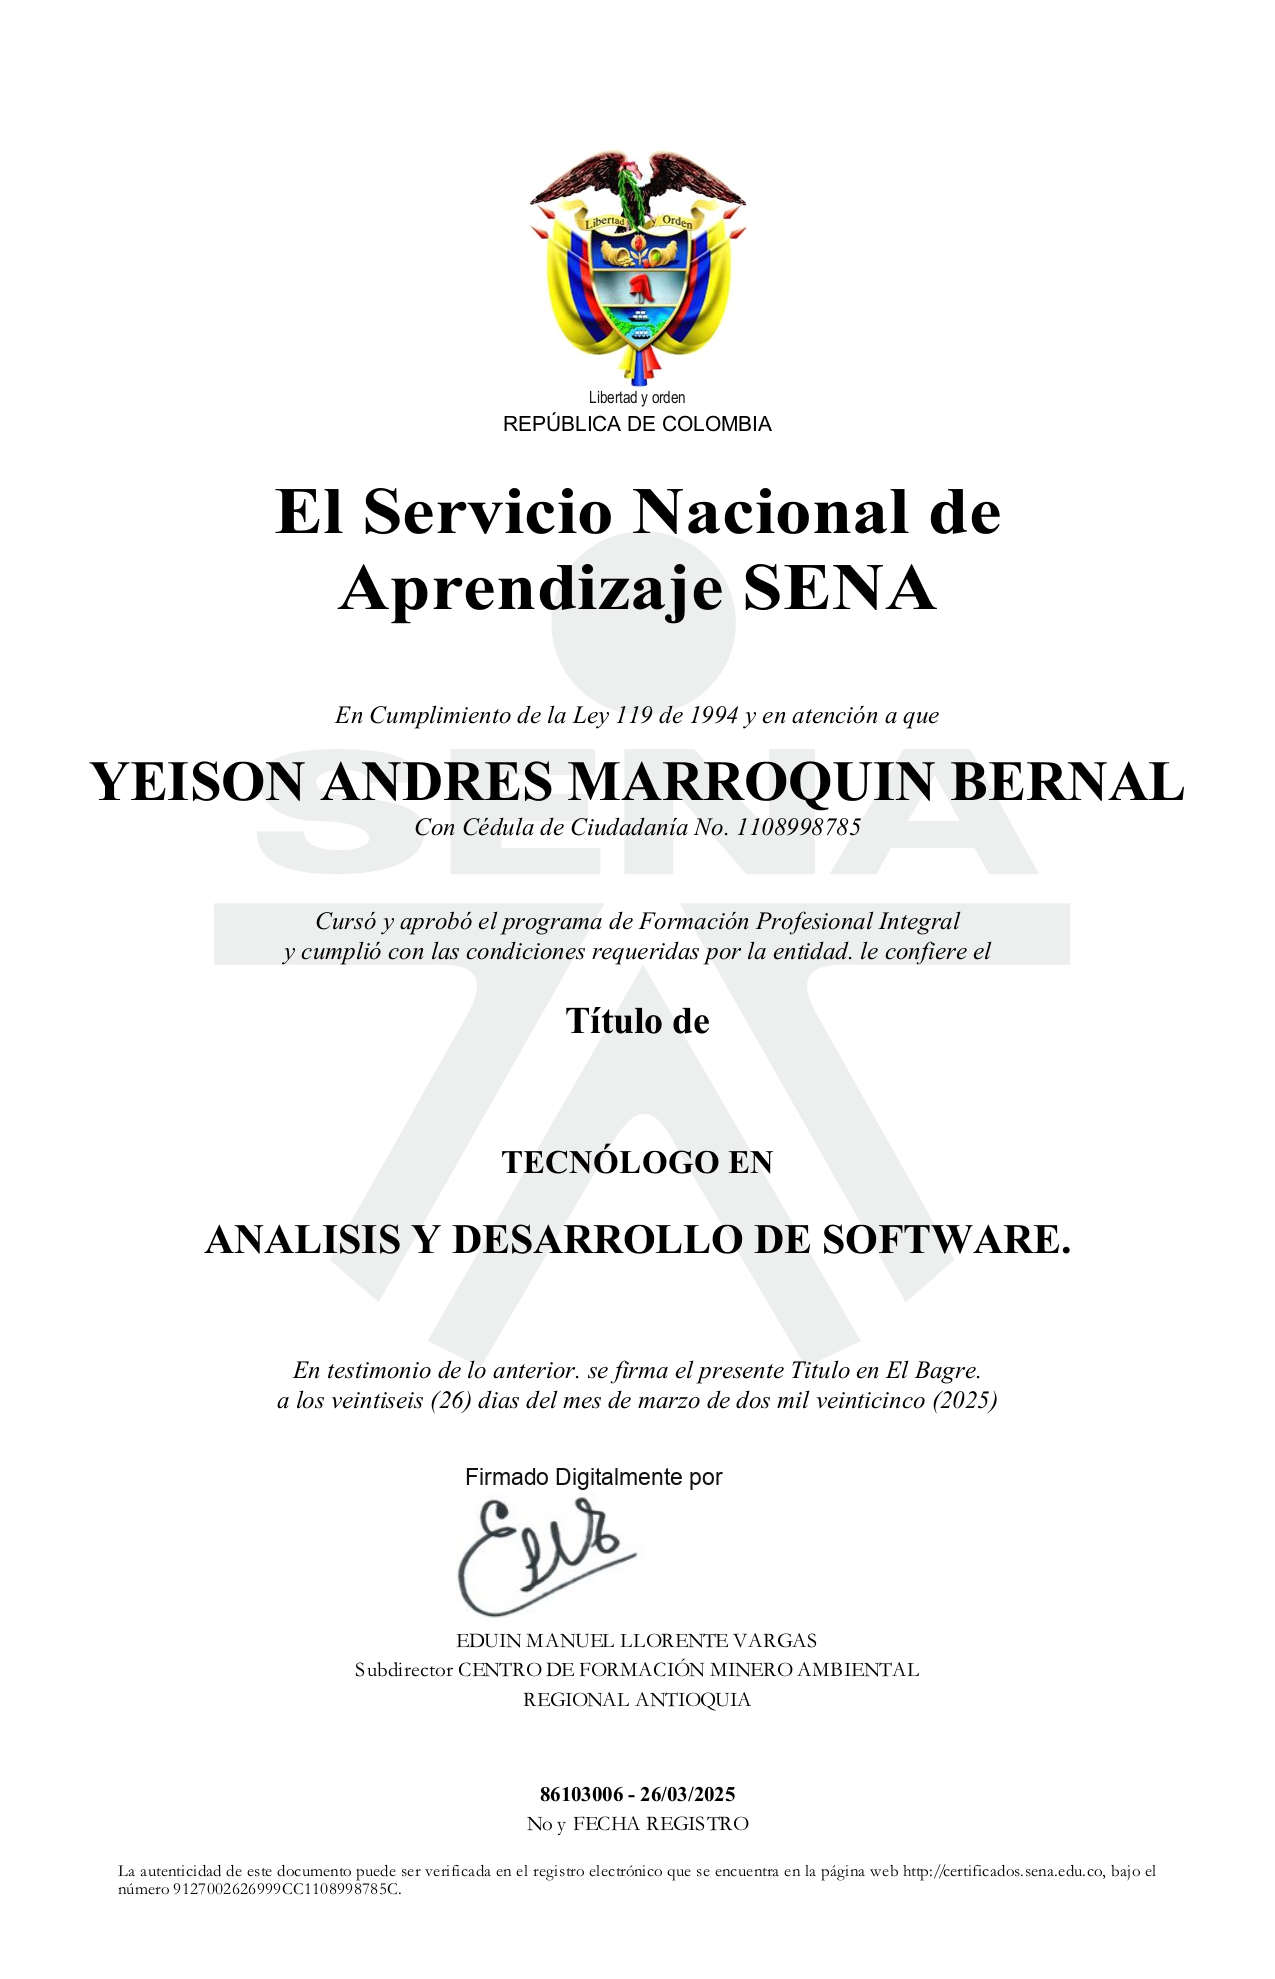 Libertad y Orden
Libertad y orden
REPÚBLICA DE COLOMBIA
El Servicio Nacional de
Aprendizaje SENA
En Cumplimiento de la Ley 119 de 1994 y en atención a que
SENA
YEISON ANDRES MARROQUIN BERNAL
Con Cédula de Ciudadanía No. 1108998785
Cursó y aprobó el programa de Formación Profesional Integral
y cumplió con las condiciones requeridas por la entidad. le confiere el
Título de
TECNÓLOGO EN
ANALISIS Y DESARROLLO DE SOFTWARE.
En testimonio de lo anterior. se firma el presente Titulo en El Bagre.
a los veintiseis (26) dias del mes de marzo de dos mil veinticinco (2025)
Firmado Digitalmente por
EDUIN MANUEL LLORENTE VARGAS
Subdirector CENTRO DE FORMACIÓN MINERO AMBIENTAL
REGIONAL ANTIOQUIA
86103006 - 26/03/2025
No y FECHA REGISTRO
La autenticidad de este documento puede ser verificada en el registro electrónico que se encuentra en la página web http://certificados.sena.edu.co, bajo el
número 9127002626999CC1108998785C.